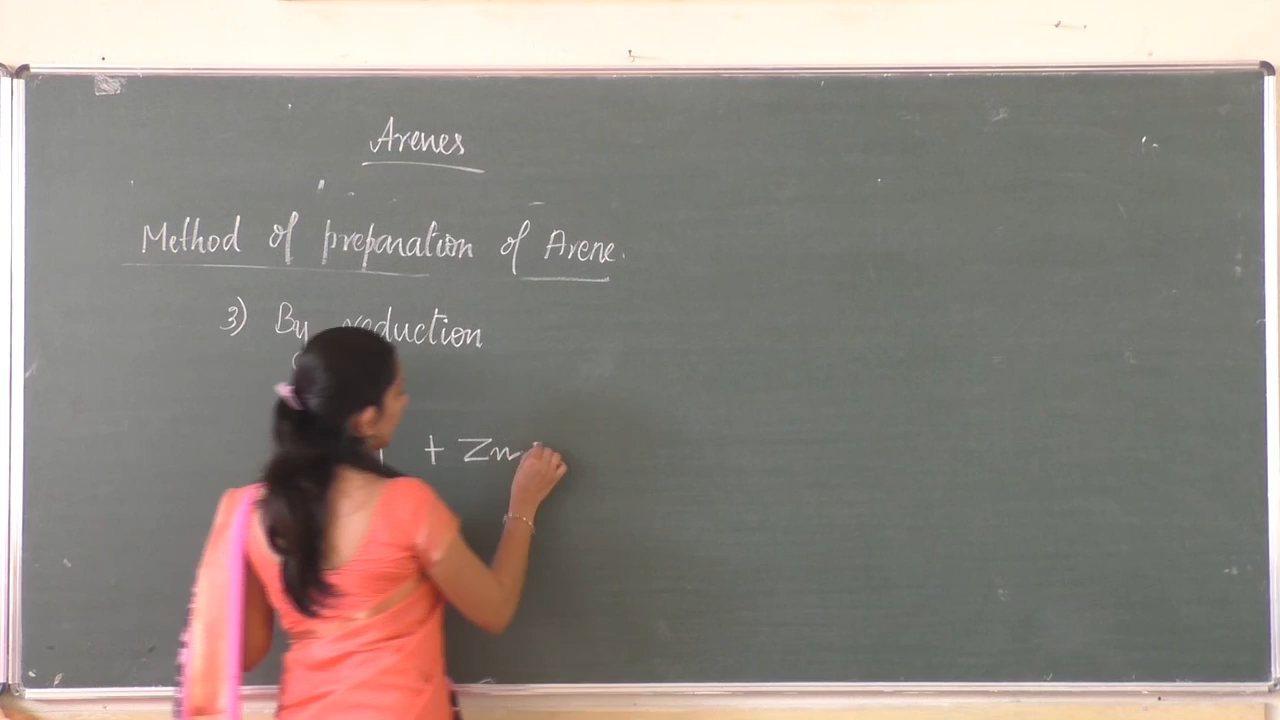 Arenes
Method of preparation of Arene.
3) By reduction
+ Zn